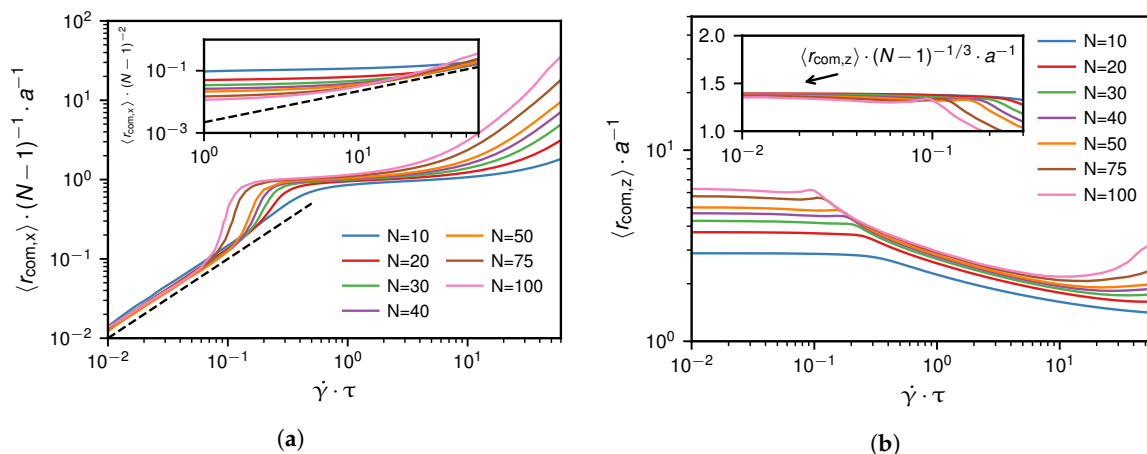 ⟨r_com,x⟩ · (N − 1)^−1 · a^−1
10^2
10^1
10^0
10^−1
10^−2
⟨r_com,x⟩ · (N − 1)^−2
10^−1
10^−3
10^0
10^1
N=10
N=20
N=30
N=40
N=50
N=75
N=100
10^−2
10^−1
10^0
10^1
γ̇ · τ
(a)
⟨r_com,z⟩ · a^−1
10^1
10^0
2.0
1.5
1.0
⟨r_com,z⟩ · (N − 1)^−1/3 · a^−1
10^−2
10^−1
N=10
N=20
N=30
N=40
N=50
N=75
N=100
10^−2
10^−1
10^0
10^1
γ̇ · τ
(b)